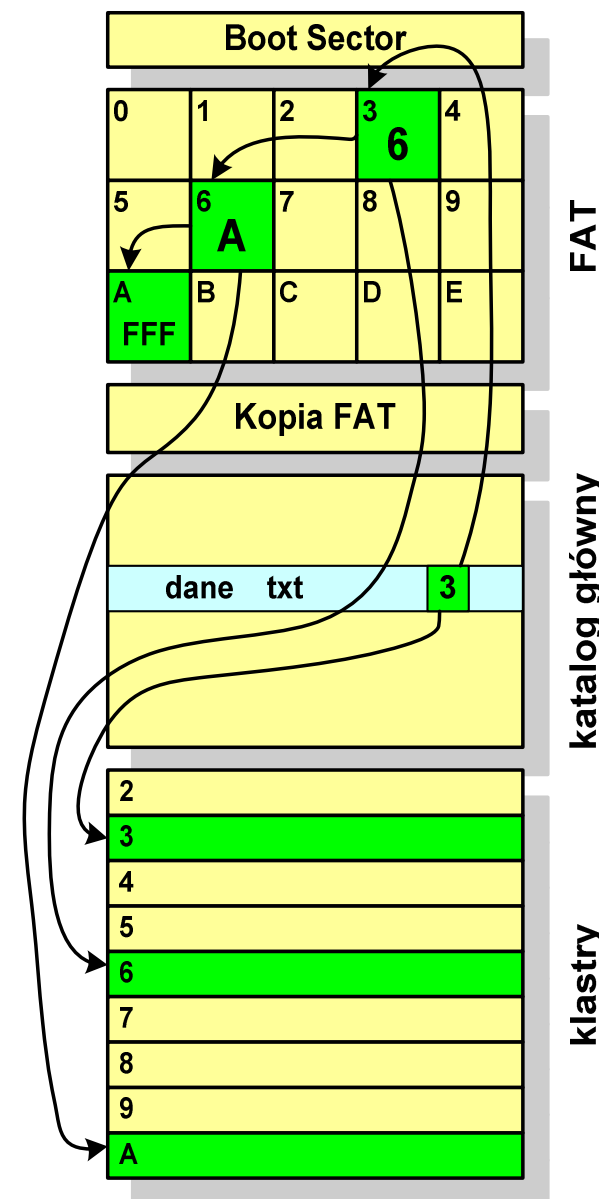 Boot Sector
0 1 2 3 4
6
5 6 7 8 9
A
A B C D E
FFF
FAT
Kopia FAT
dane txt 3
katalog główny
2
3
4
5
6
7
8
9
A
klastry